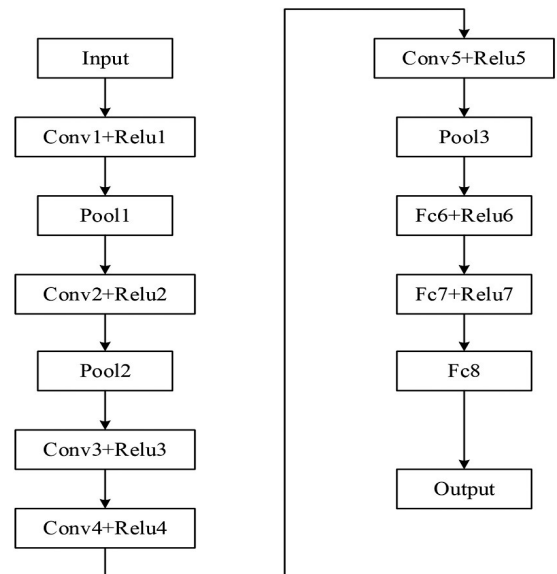 Input
Conv1+Relu1
Pool1
Conv2+Relu2
Pool2
Conv3+Relu3
Conv4+Relu4
Conv5+Relu5
Pool3
Fc6+Relu6
Fc7+Relu7
Fc8
Output